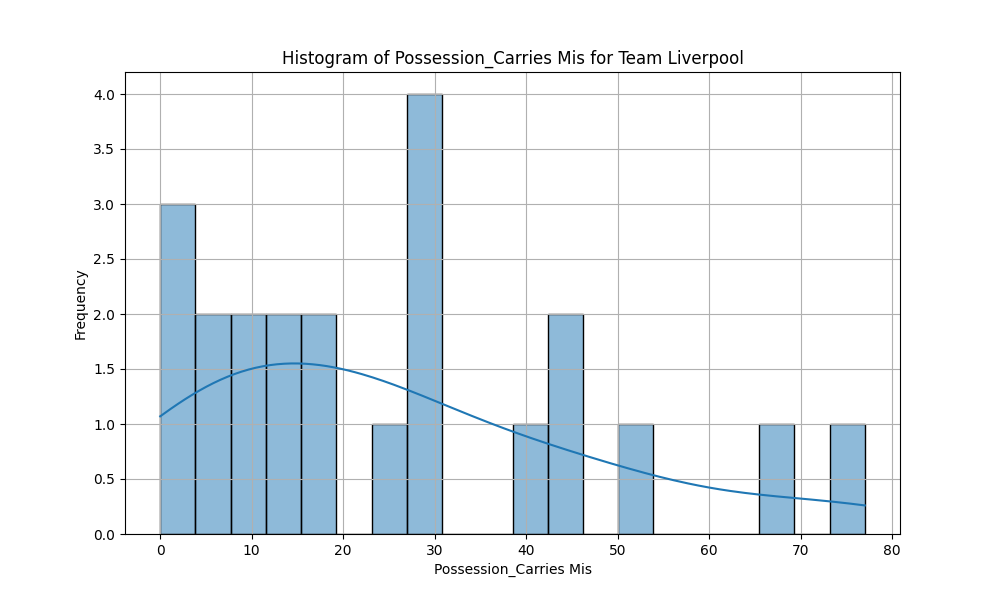 Histogram of Possession_Carries Mis for Team Liverpool
4.0
3.5
3.0
2.5
2.0
1.5
1.0
0.5
0.0
Frequency
0 10 20 30 40 50 60 70 80
Possession_Carries Mis